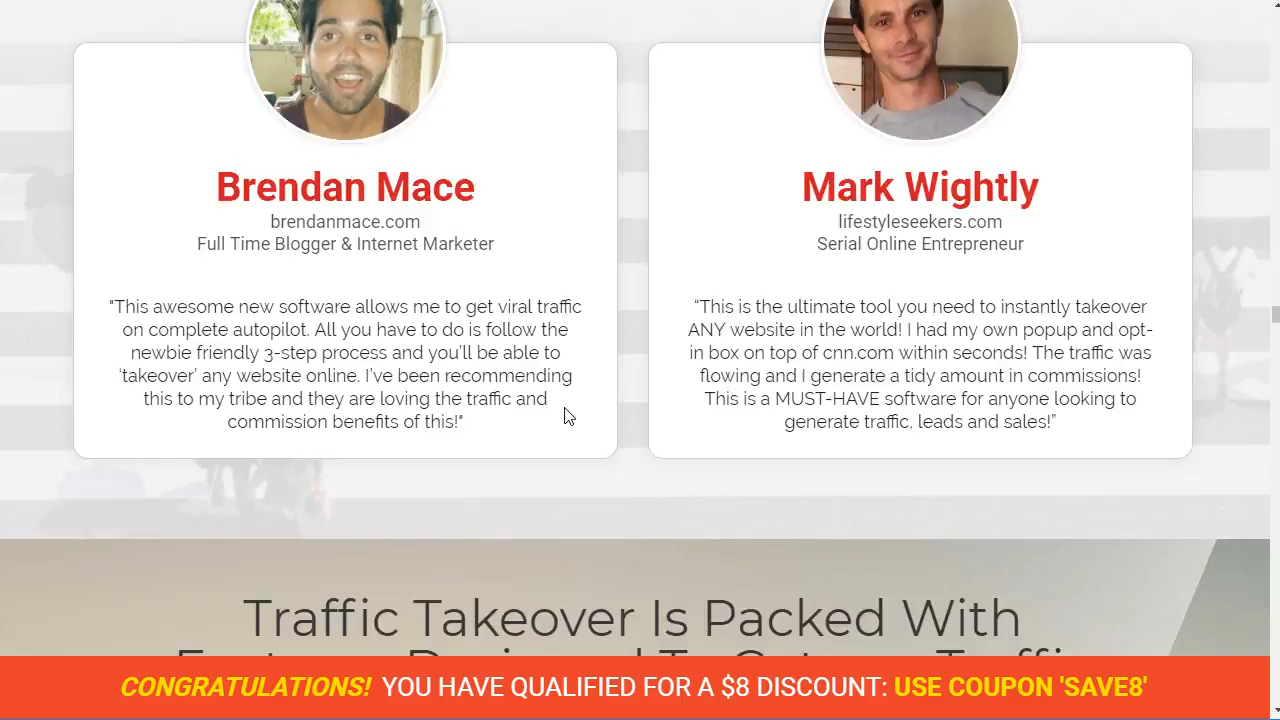 Brendan Mace
brendanmace.com
Full Time Blogger & Internet Marketer
"This awesome new software allows me to get viral traffic
on complete autopilot. All you have to do is follow the
newbie friendly 3-step process and you'll be able to
‘takeover’ any website online. I've been recommending
this to my tribe and they are loving the traffic and
commission benefits of this!"
Mark Wightly
lifestyleseekers.com
Serial Online Entrepreneur
“This is the ultimate tool you need to instantly takeover
ANY website in the world! I had my own popup and opt-
in box on top of cnn.com within seconds! The traffic was
flowing and I generate a tidy amount in commissions!
This is a MUST-HAVE software for anyone looking to
generate traffic, leads and sales!”
Traffic Takeover Is Packed With
CONGRATULATIONS! YOU HAVE QUALIFIED FOR A $8 DISCOUNT: USE COUPON 'SAVE8'